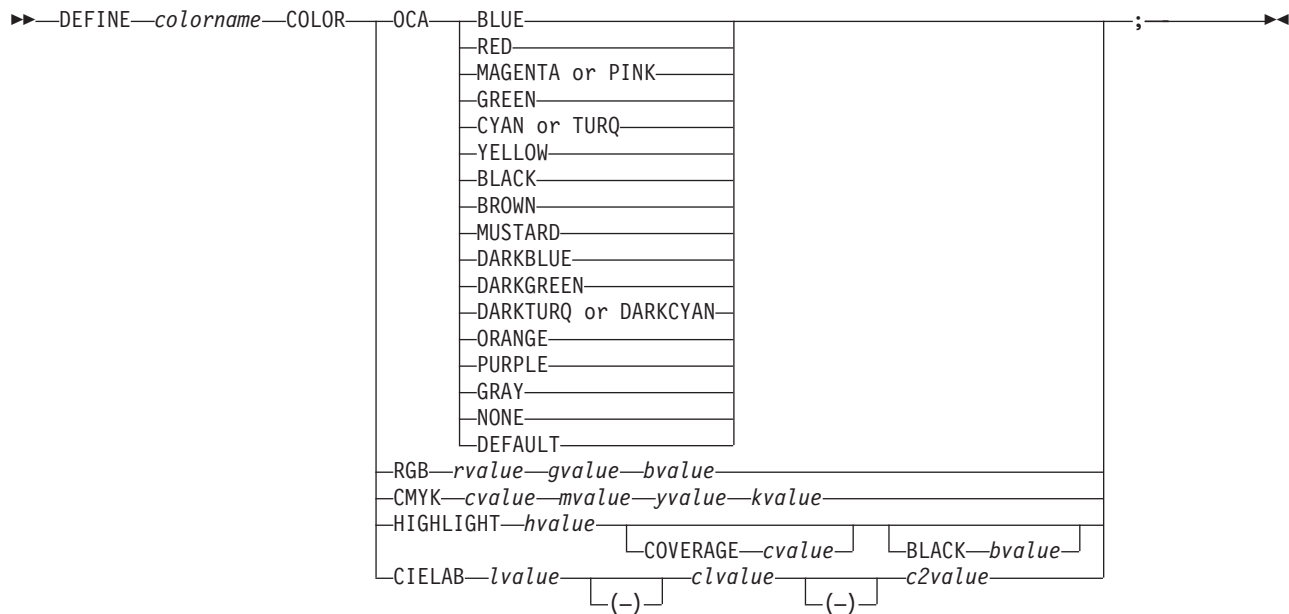 DEFINE colorname COLOR OCA BLUE ;
RED
MAGENTA or PINK
GREEN
CYAN or TURQ
YELLOW
BLACK
BROWN
MUSTARD
DARKBLUE
DARKGREEN
DARKTURQ or DARKCYAN
ORANGE
PURPLE
GRAY
NONE
DEFAULT
RGB rvalue gvalue bvalue
CMYK cvalue mvalue yvalue kvalue
HIGHLIGHT hvalue
COVERAGE cvalue BLACK bvalue
CIELAB lvalue clvalue c2value
(–) (–)